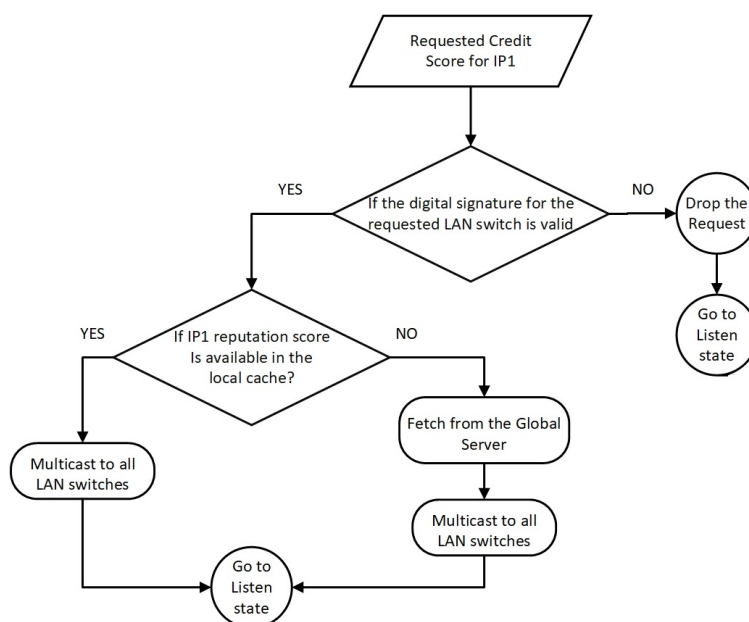 Requested Credit
Score for IP1
YES
If the digital signature for the
requested LAN switch is valid
NO
Drop the
Request
Go to
Listen
state
YES
If IP1 reputation score
Is available in the
local cache?
NO
Fetch from the Global
Server
Multicast to all
LAN switches
Multicast to all
LAN switches
Go to
Listen
state